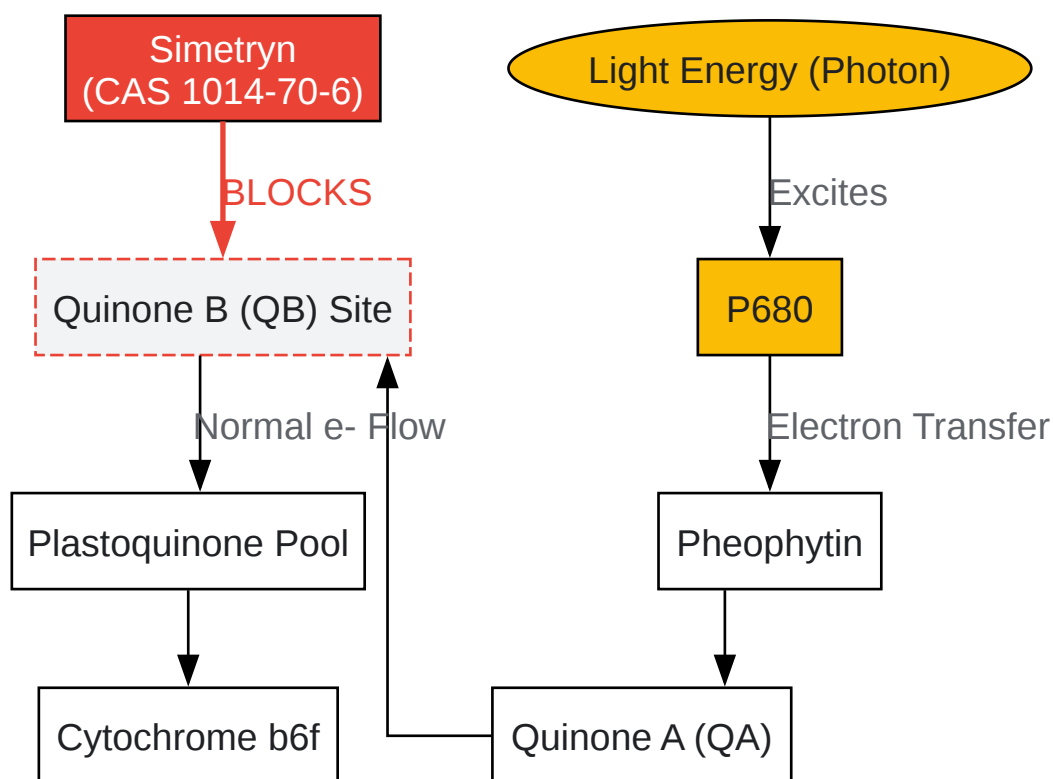 Simetryn
(CAS 1014-70-6)
Light Energy (Photon)
BLOCKS
Excites
Quinone B (QB) Site
P680
Normal e- Flow
Electron Transfer
Plastoquinone Pool
Pheophytin
Cytochrome b6f
Quinone A (QA)